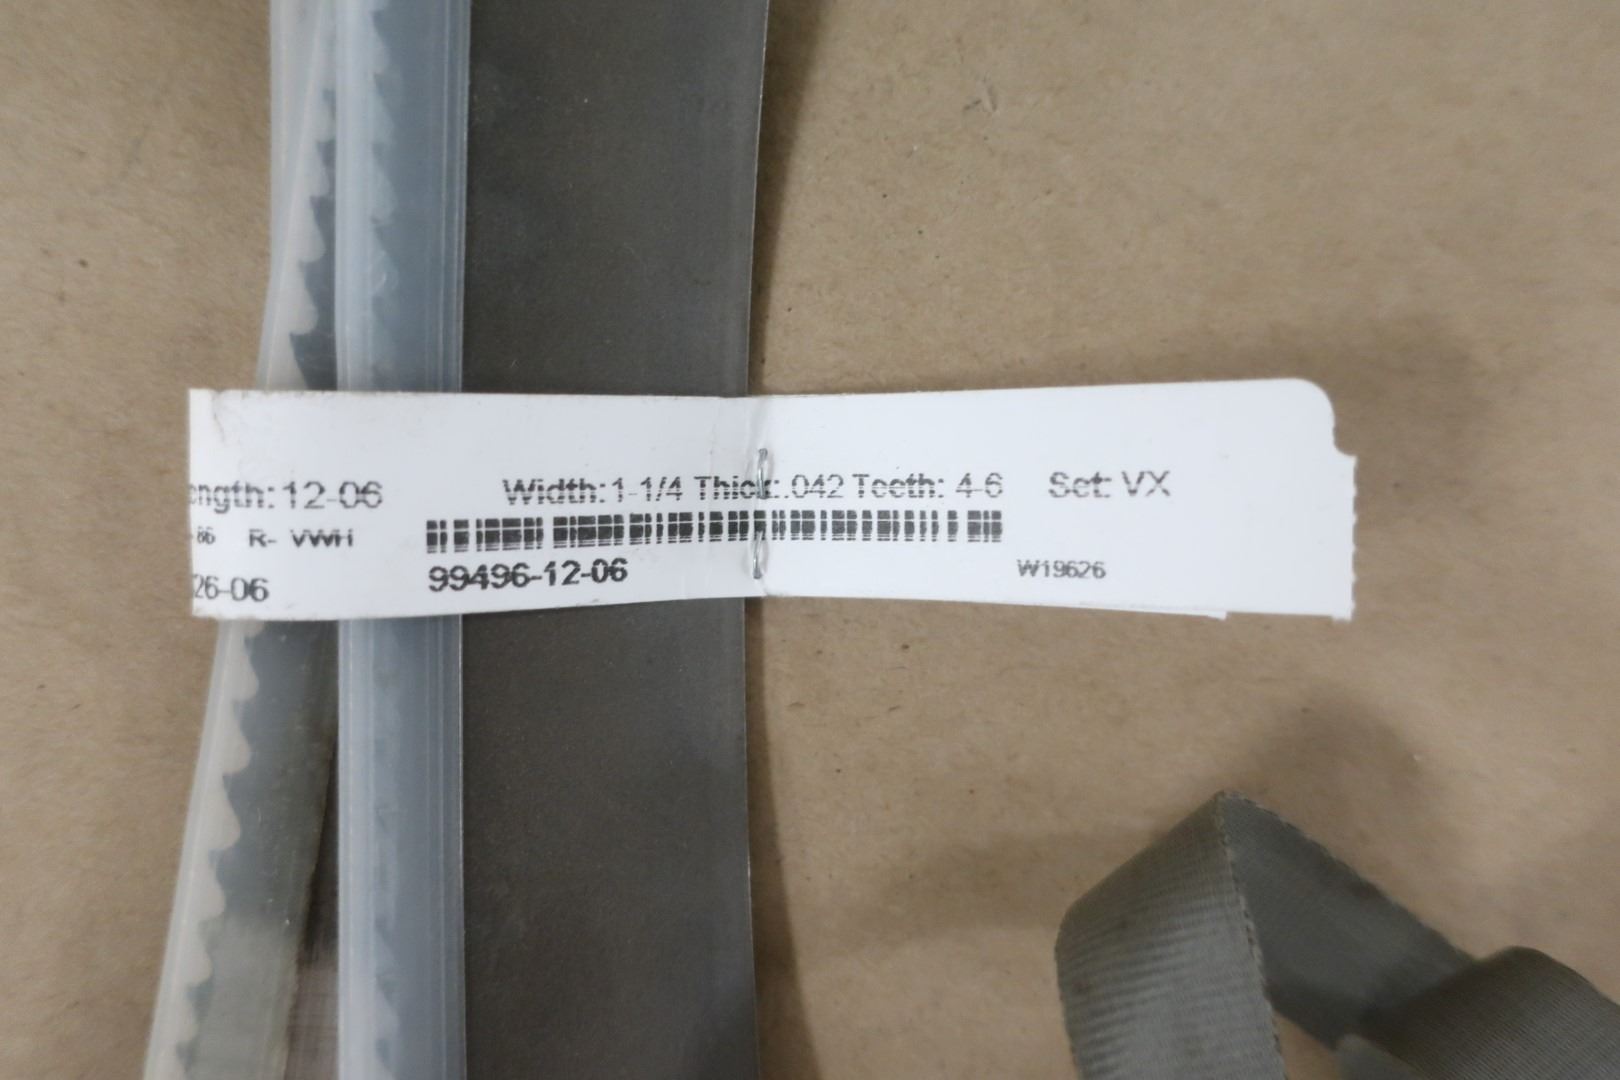 ength: 12-06 Width: 1-1/4 Thick: .042 Teeth: 4-6 Set: VX
86 R- VWH
26-06 99496-12-06 W19626